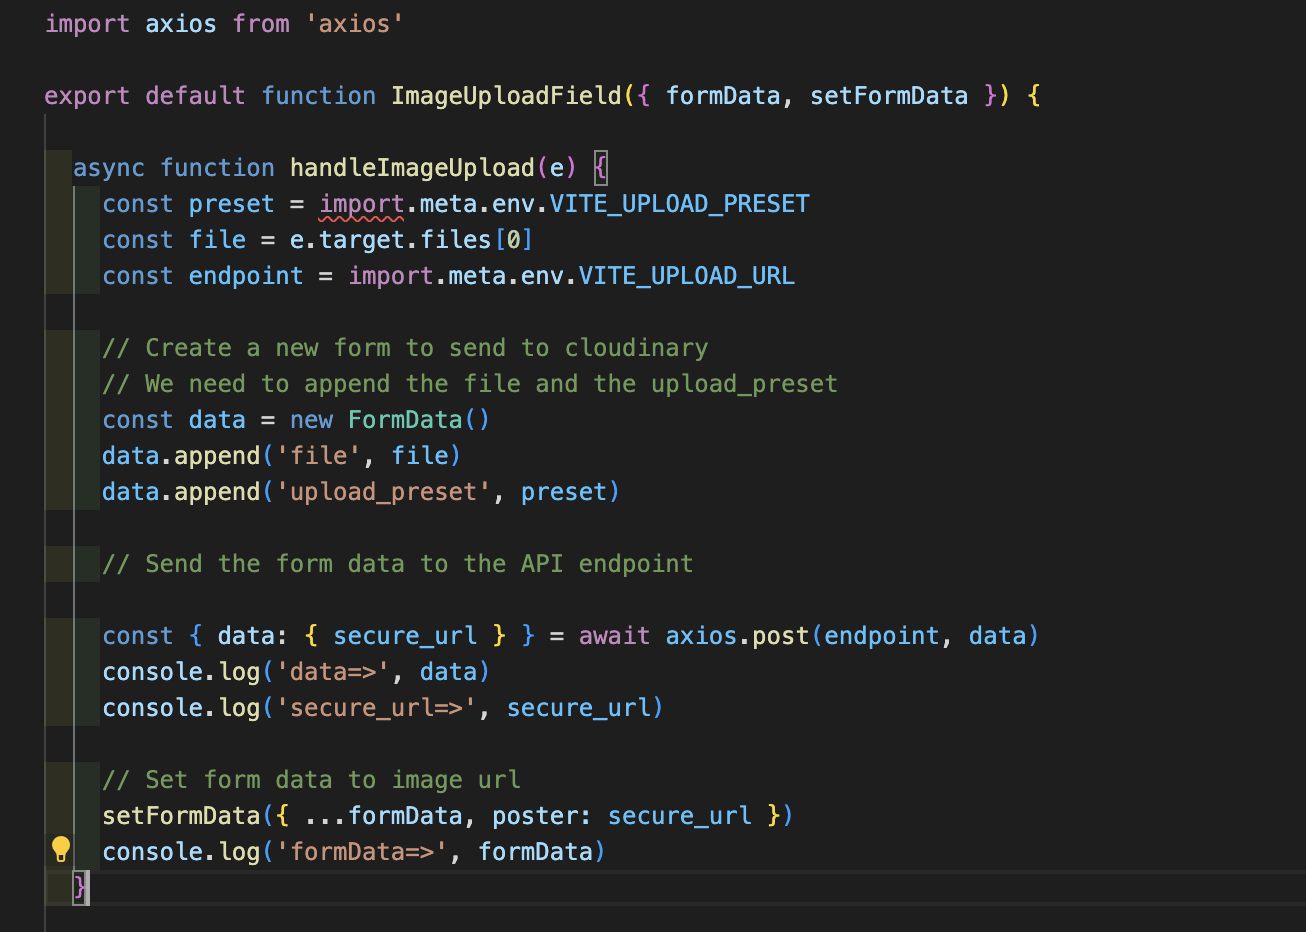 import axios from 'axios'
export default function ImageUploadField({ formData, setFormData }) {
async function handleImageUpload(e) {
const preset = import.meta.env.VITE_UPLOAD_PRESET
const file = e.target.files[0]
const endpoint = import.meta.env.VITE_UPLOAD_URL
// Create a new form to send to cloudinary
// We need to append the file and the upload_preset
const data = new FormData()
data.append('file', file)
data.append('upload_preset', preset)
// Send the form data to the API endpoint
const { data: { secure_url } } = await axios.post(endpoint, data)
console.log('data=>', data)
console.log('secure_url=>', secure_url)
// Set form data to image url
setFormData({ ...formData, poster: secure_url })
console.log('formData=>', formData)
}